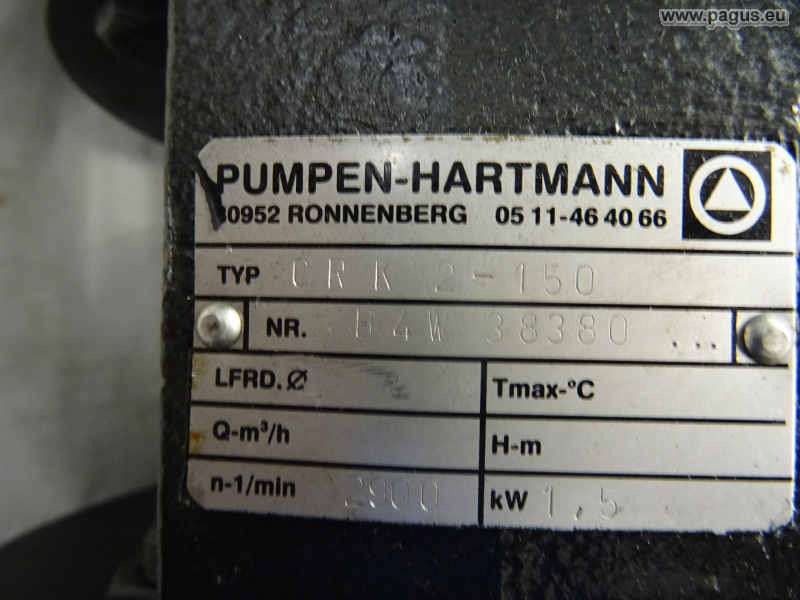 www.pagus.eu
PUMPEN-HARTMANN
30952 RONNENBERG 05 11-46 40 66
TYP CRK 2-150
NR. P4W 38380 ...
LFRD. Ø
Tmax-°C
Q-m³/h
H-m
n-1/min 2900
kW 1,5